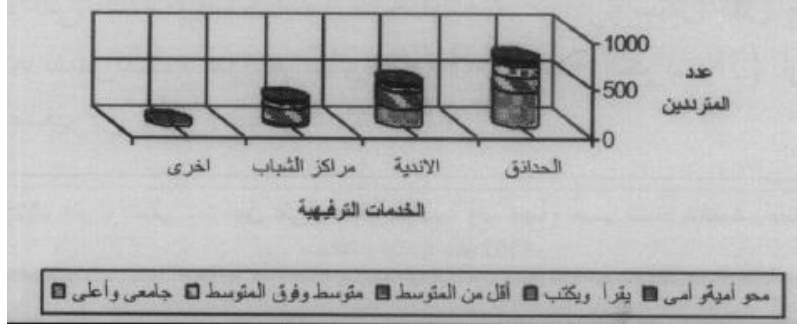 1000
عدد
500
المترددين
0
الحدائق
الاندية
مراكز الشباب
اخرى
الخدمات الترفيهية
محو أميةو أمى
يقرأ ويكتب
أقل من المتوسط
متوسط وفوق المتوسط
جامعى وأعلى